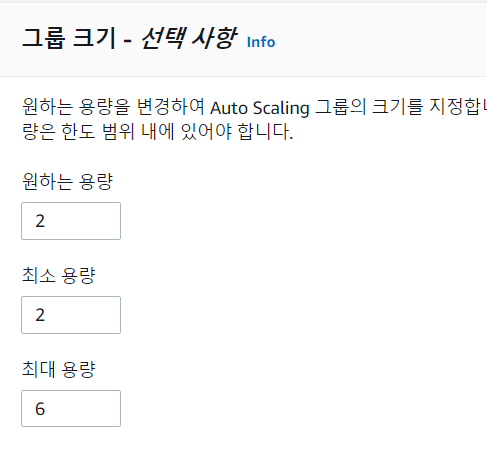 그룹 크기 - 선택 사항 Info
원하는 용량을 변경하여 Auto Scaling 그룹의 크기를 지정합니
량은 한도 범위 내에 있어야 합니다.
원하는 용량
2
최소 용량
2
최대 용량
6